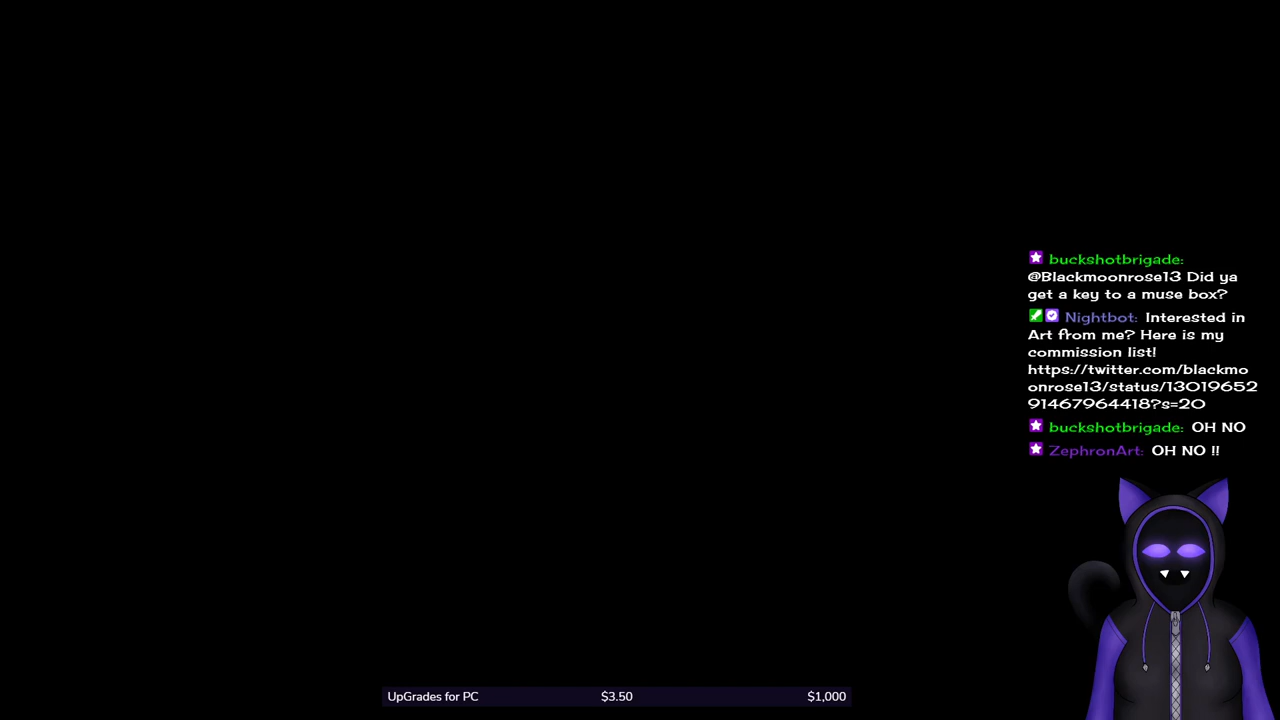 buckshotbrigade:
@Blackmoonrose13 Did ya
get a key to a muse box?
Nightbot: Interested in
Art from me? Here is my
commission list!
https://twitter.com/blackmo
onrose13/status/13019652
91467964418?s=20
buckshotbrigade: OH NO
ZephronArt: OH NO !!
UpGrades for PC $3.50 $1,000